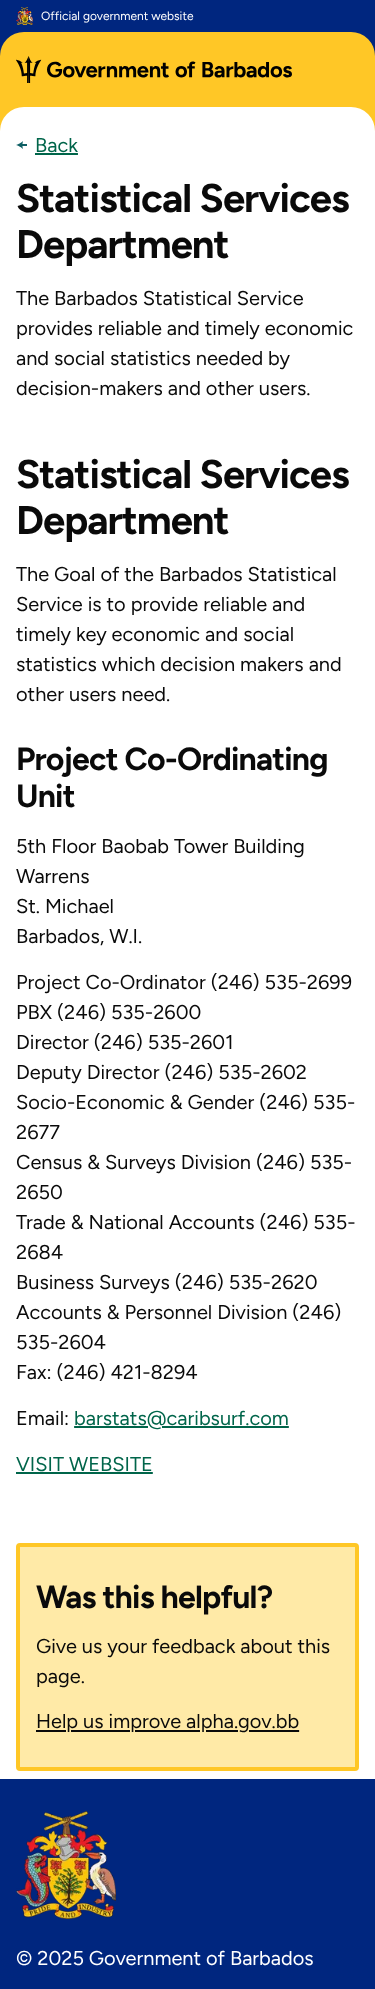 Official government website
Government of Barbados
Back
Statistical Services
Department
The Barbados Statistical Service
provides reliable and timely economic
and social statistics needed by
decision-makers and other users.
Statistical Services
Department
The Goal of the Barbados Statistical
Service is to provide reliable and
timely key economic and social
statistics which decision makers and
other users need.
Project Co-Ordinating
Unit
5th Floor Baobab Tower Building
Warrens
St. Michael
Barbados, W.I.
Project Co-Ordinator (246) 535-2699
PBX (246) 535-2600
Director (246) 535-2601
Deputy Director (246) 535-2602
Socio-Economic & Gender (246) 535-
2677
Census & Surveys Division (246) 535-
2650
Trade & National Accounts (246) 535-
2684
Business Surveys (246) 535-2620
Accounts & Personnel Division (246)
535-2604
Fax: (246) 421-8294
Email: barstats@caribsurf.com
VISIT WEBSITE
Was this helpful?
Give us your feedback about this
page.
Help us improve alpha.gov.bb
PRIDE AND INDUSTRY
© 2025 Government of Barbados